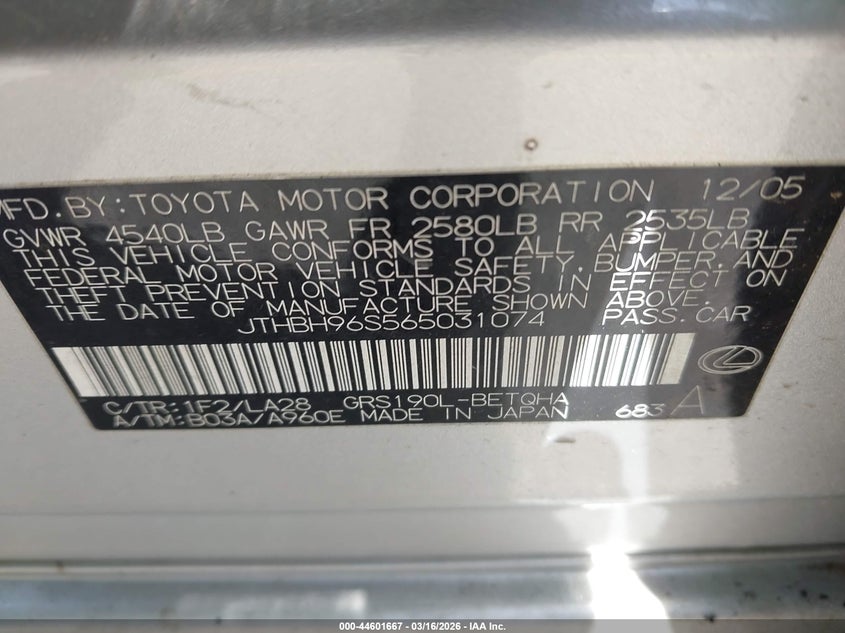 MFD. BY: TOYOTA MOTOR CORPORATION 12/05
GVWR 4540LB GAWR FR 2580LB RR 2535LB
THIS VEHICLE CONFORMS TO ALL APPLICABLE
FEDERAL MOTOR VEHICLE SAFETY, BUMPER, AND
THEFT PREVENTION STANDARDS IN EFFECT ON
THE DATE OF MANUFACTURE SHOWN ABOVE.
JTHBH96S565031074 PASS. CAR
C/TR: 1F2/LA28 GRS190L-BETQHA
A/TM: B03A/A960E MADE IN JAPAN 683 A
000-44601667 - 03/16/2026 - IAA Inc.